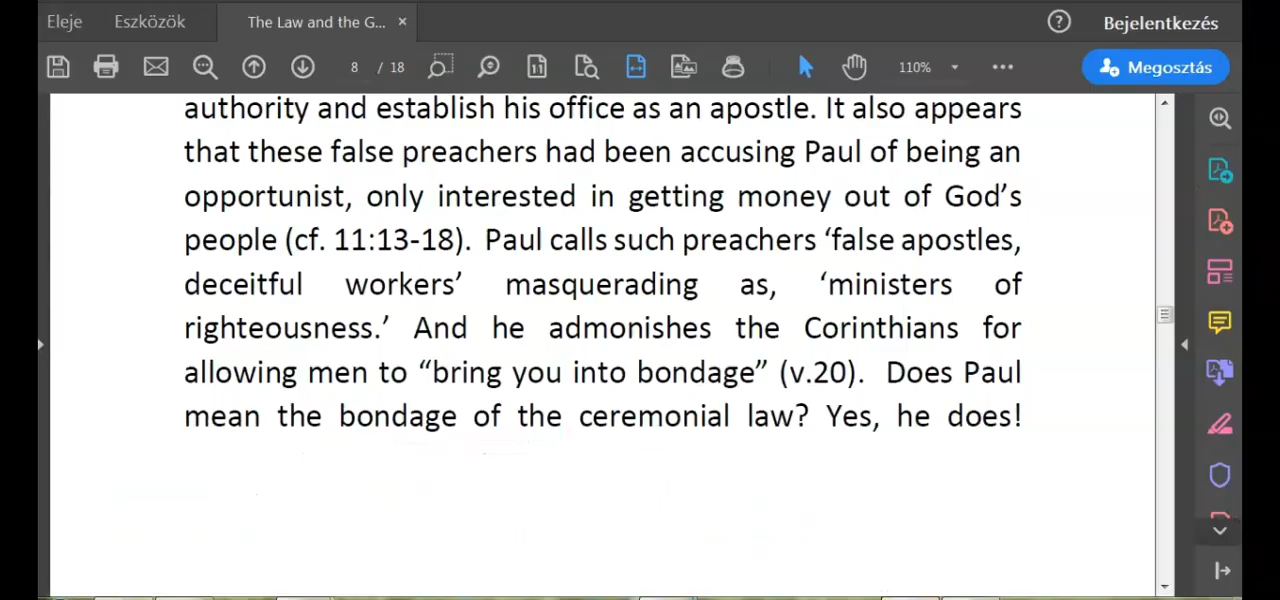 Eleje Eszközök The Law and the G... × ? Bejelentkezés
8 / 18 110% Megosztás
authority and establish his office as an apostle. It also appears
that these false preachers had been accusing Paul of being an
opportunist, only interested in getting money out of God’s
people (cf. 11:13-18). Paul calls such preachers ‘false apostles,
deceitful workers’ masquerading as, ‘ministers of
righteousness.’ And he admonishes the Corinthians for
allowing men to “bring you into bondage” (v.20). Does Paul
mean the bondage of the ceremonial law? Yes, he does!